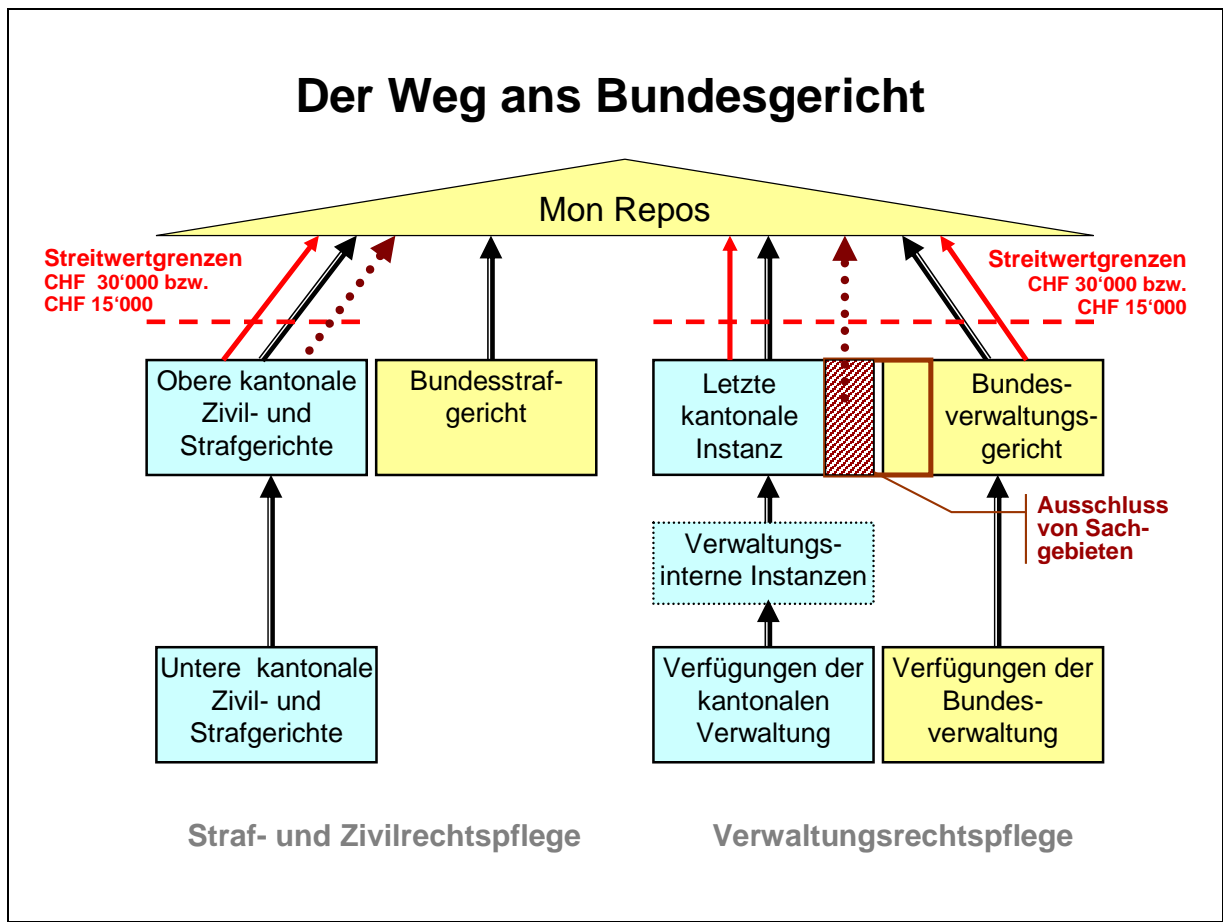 Der Weg ans Bundesgericht
Mon Repos
Streitwertgrenzen
CHF  30‘000 bzw.
CHF 15‘000
Streitwertgrenzen
CHF 30‘000 bzw.
CHF 15‘000
Obere kantonale
Zivil- und
Strafgerichte
Bundesstraf-
gericht
Letzte
kantonale
Instanz
Bundes-
verwaltungs-
gericht
Ausschluss
von Sach-
gebieten
Verwaltungs-
interne Instanzen
Untere  kantonale
Zivil- und
Strafgerichte
Verfügungen der
kantonalen
Verwaltung
Verfügungen der
Bundes-
verwaltung
Straf- und Zivilrechtspflege
Verwaltungsrechtspflege